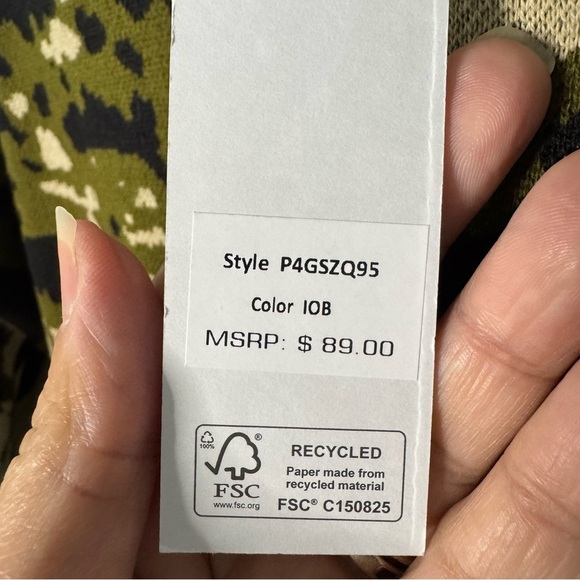 Style P4GSZQ95
Color IOB
MSRP: $ 89.00
100%
®
FSC
www.fsc.org
RECYCLED
Paper made from
recycled material
FSC® C150825